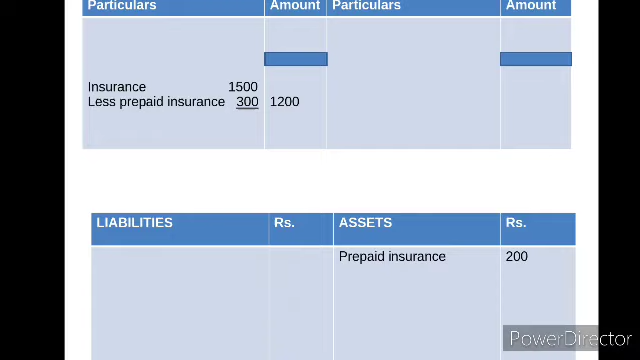 Particulars Amount Particulars Amount
Insurance 1500
Less prepaid insurance 300 1200
LIABILITIES Rs. ASSETS Rs.
Prepaid insurance 200
PowerDirector